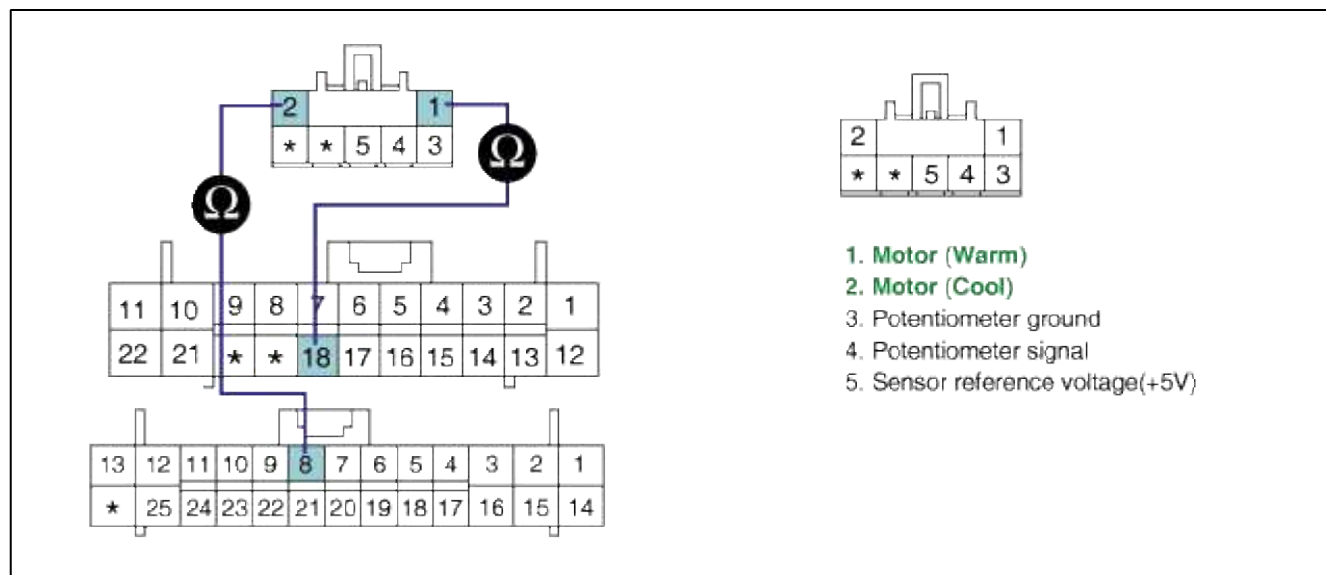 2 1
* * 5 4 3
Ω
Ω
11 10 9 8 7 6 5 4 3 2 1
22 21 * * 18 17 16 15 14 13 12
13 12 11 10 9 8 7 6 5 4 3 2 1
* 25 24 23 22 21 20 19 18 17 16 15 14
2 1
* * 5 4 3
1. Motor (Warm)
2. Motor (Cool)
3. Potentiometer ground
4. Potentiometer signal
5. Sensor reference voltage(+5V)